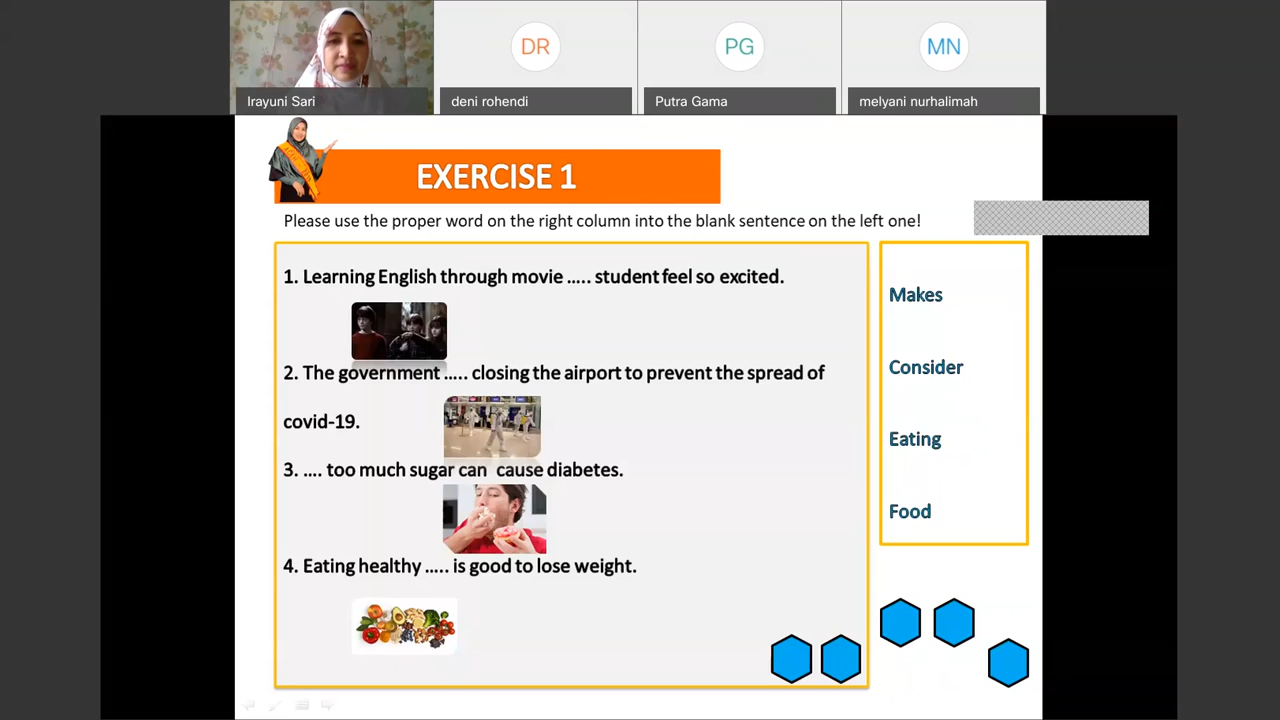 DR
PG
MN
Irayuni Sari
deni rohendi
Putra Gama
melyani nurhalimah
EXERCISE 1
Please use the proper word on the right column into the blank sentence on the left one!
1. Learning English through movie ..... student feel so excited.
2. The government ..... closing the airport to prevent the spread of
covid-19.
3. .... too much sugar can cause diabetes.
4. Eating healthy ..... is good to lose weight.
Makes
Consider
Eating
Food